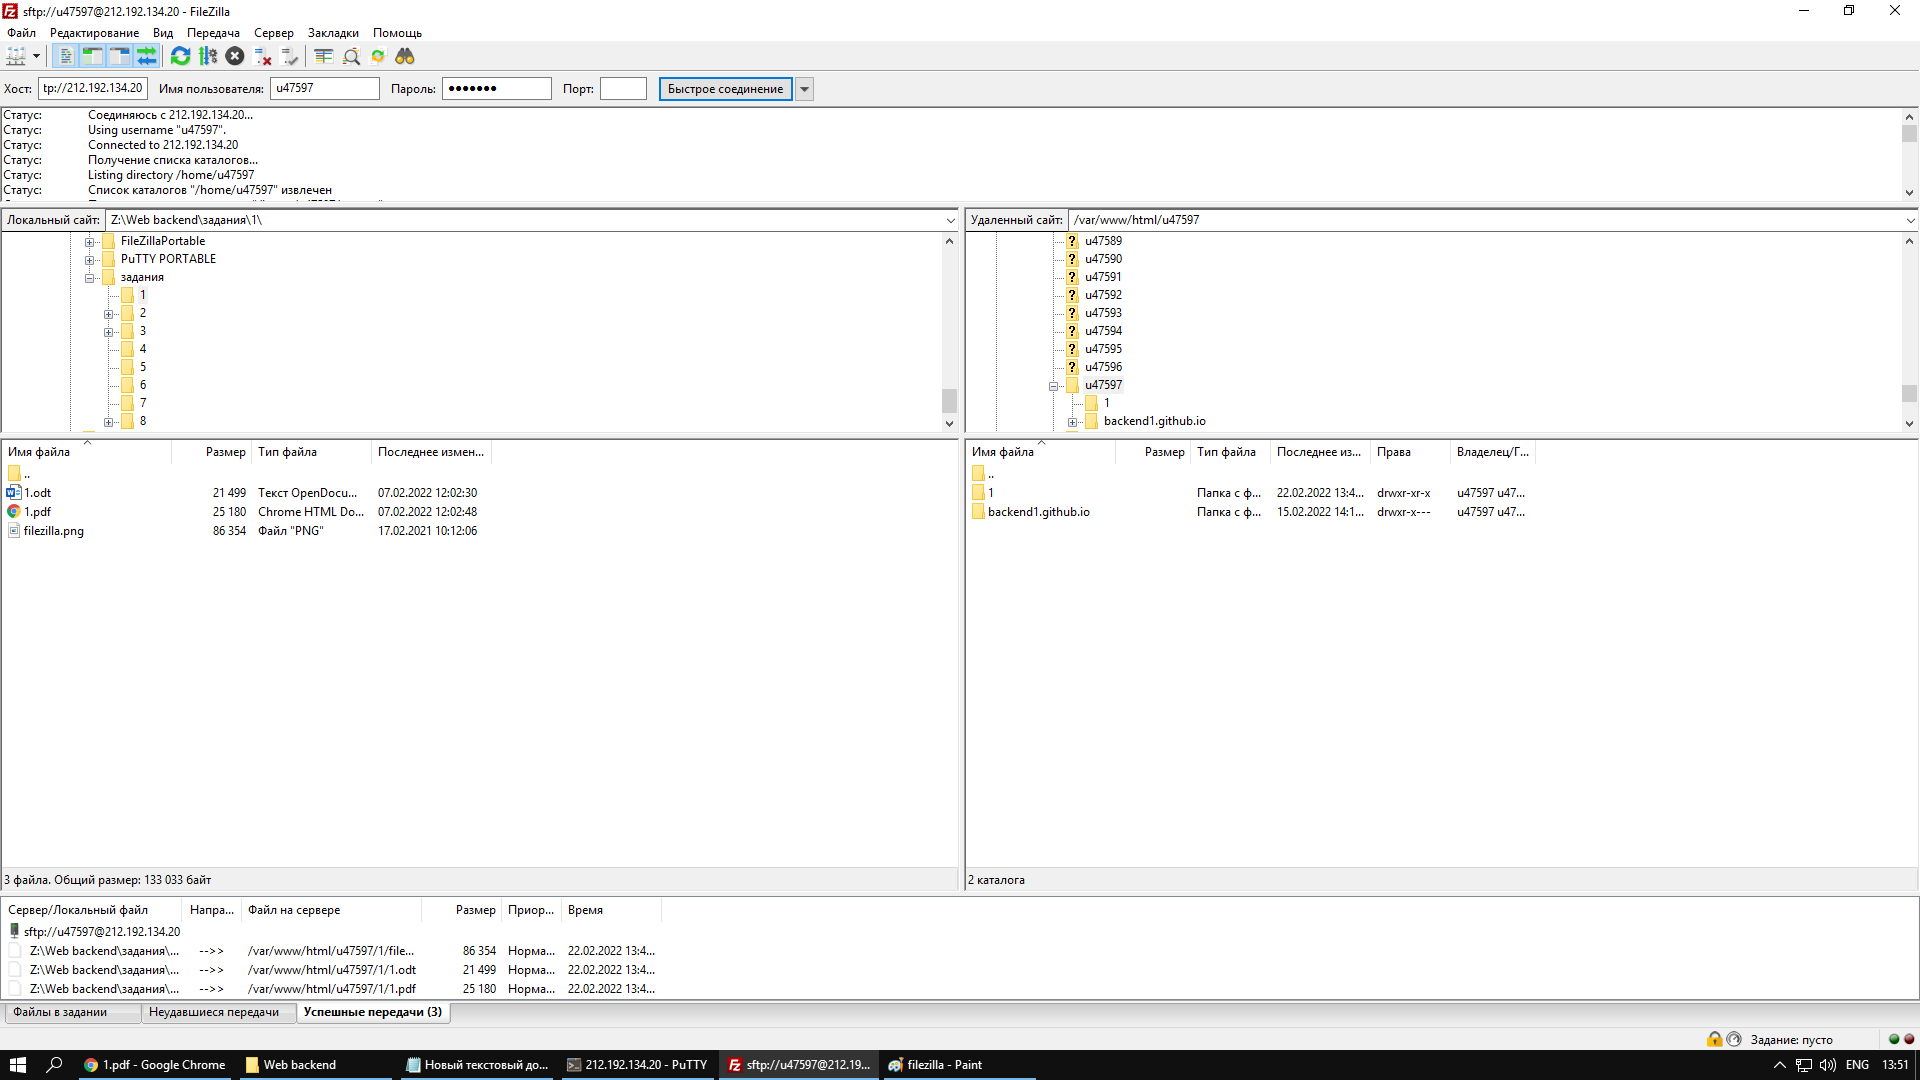 sftp://u47597@212.192.134.20 - FileZilla
Файл Редактирование Вид Передача Сервер Закладки Помощь
Хост: tp://212.192.134.20 Имя пользователя: u47597 Пароль: ●●●●●●● Порт: Быстрое соединение
Статус: Соединяюсь с 212.192.134.20...
Статус: Using username "u47597".
Статус: Connected to 212.192.134.20
Статус: Получение списка каталогов...
Статус: Listing directory /home/u47597
Статус: Список каталогов "/home/u47597" извлечен
Локальный сайт: Z:\Web backend\задания\1\
FileZillaPortable
PuTTY PORTABLE
задания
1
2
3
4
5
6
7
8
Удаленный сайт: /var/www/html/u47597
? u47589
? u47590
? u47591
? u47592
? u47593
? u47594
? u47595
? u47596
u47597
1
backend1.github.io
Имя файла Размер Тип файла Последнее измен...
..
1.odt 21 499 Текст OpenDocu... 07.02.2022 12:02:30
1.pdf 25 180 Chrome HTML Do... 07.02.2022 12:02:48
filezilla.png 86 354 Файл "PNG" 17.02.2021 10:12:06
3 файла. Общий размер: 133 033 байт
Имя файла Размер Тип файла Последнее из... Права Владелец/Г...
..
1 Папка с ф... 22.02.2022 13:4... drwxr-xr-x u47597 u47...
backend1.github.io Папка с ф... 15.02.2022 14:1... drwxr-x--- u47597 u47...
2 каталога
Сервер/Локальный файл Напра... Файл на сервере Размер Приор... Время
sftp://u47597@212.192.134.20
Z:\Web backend\задания\... -->> /var/www/html/u47597/1/file... 86 354 Норма... 22.02.2022 13:4...
Z:\Web backend\задания\... -->> /var/www/html/u47597/1/1.odt 21 499 Норма... 22.02.2022 13:4...
Z:\Web backend\задания\... -->> /var/www/html/u47597/1/1.pdf 25 180 Норма... 22.02.2022 13:4...
Файлы в задании Неудавшиеся передачи Успешные передачи (3)
Задание: пусто
1.pdf - Google Chrome Web backend Новый текстовый до... 212.192.134.20 - PuTTY sftp://u47597@212.19... filezilla - Paint ENG 13:51